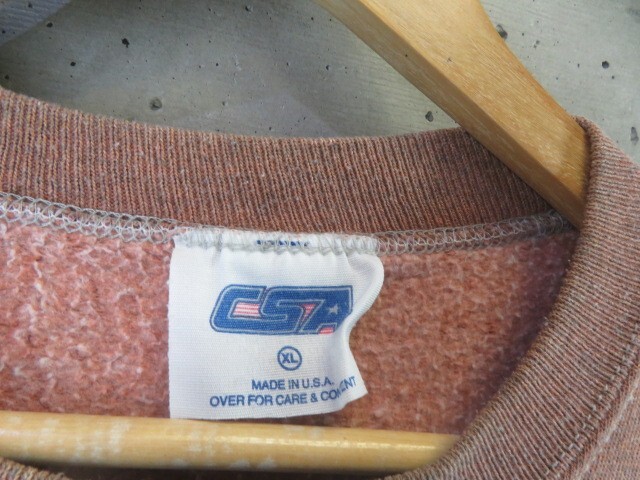 CSA
XL
MADE IN U.S.A.
OVER FOR CARE & CONTENT